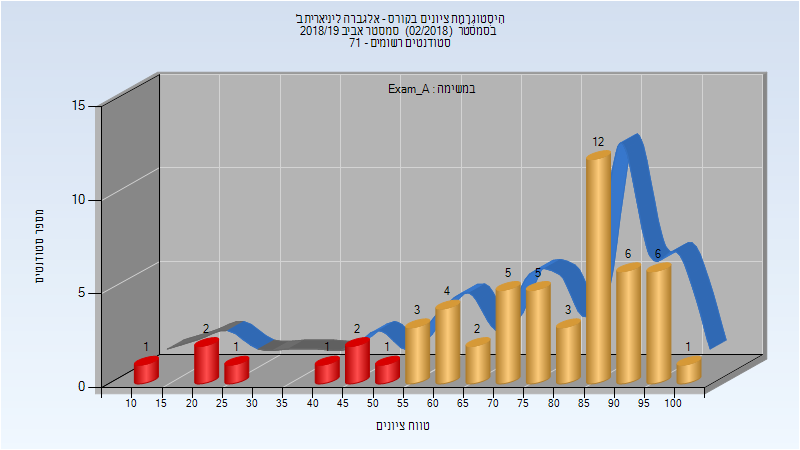 היסטוגרמת ציונים בקורס - אלגברה ליניארית ב'
בסמסטר (02/2018) סמסטר אביב 2018/19
סטודנטים רשומים - 71
במשימה : Exam_A
מספר סטודנטים
15
10
5
0
1
2
1
1
2
1
3
4
2
5
5
3
12
6
6
1
10 15 20 25 30 35 40 45 50 55 60 65 70 75 80 85 90 95 100
טווח ציונים